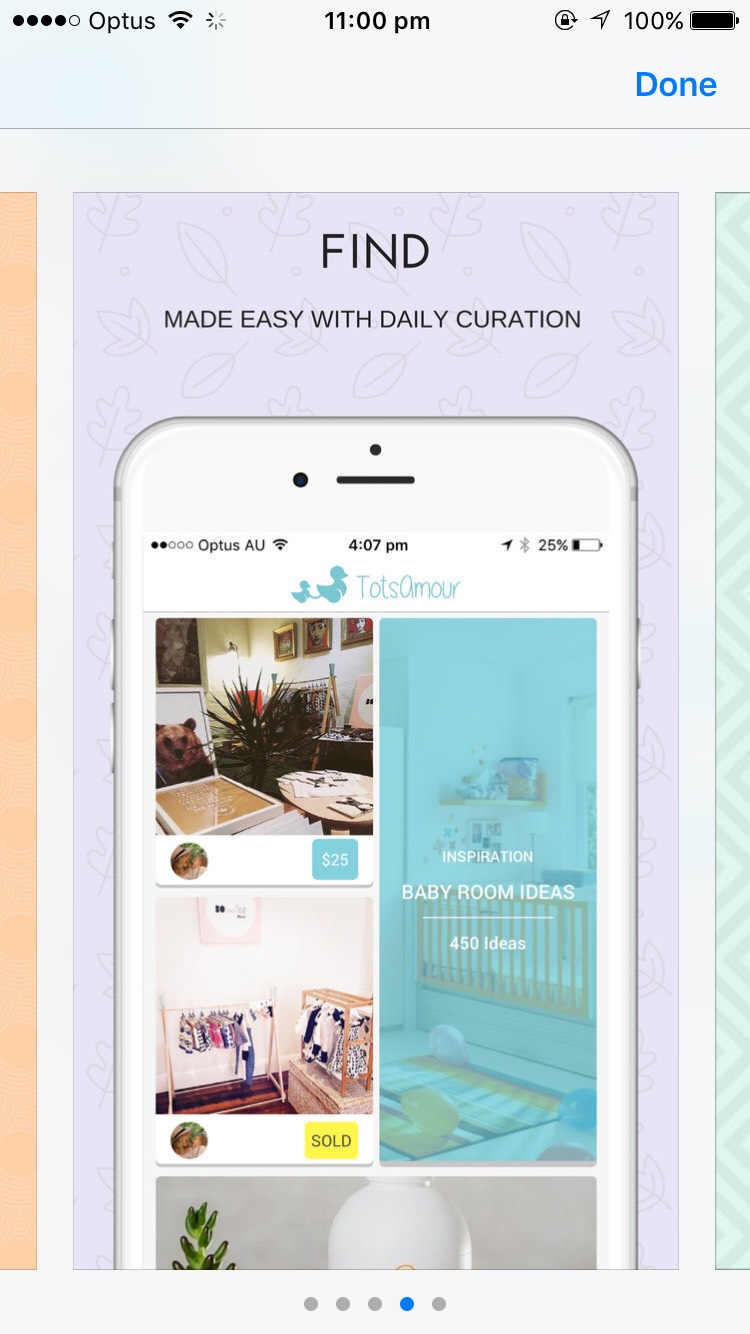 Optus 11:00 pm 100%
Done
FIND
MADE EASY WITH DAILY CURATION
Optus AU 4:07 pm 25%
TotsAmour
$25
INSPIRATION
BABY ROOM IDEAS
450 Ideas
SOLD